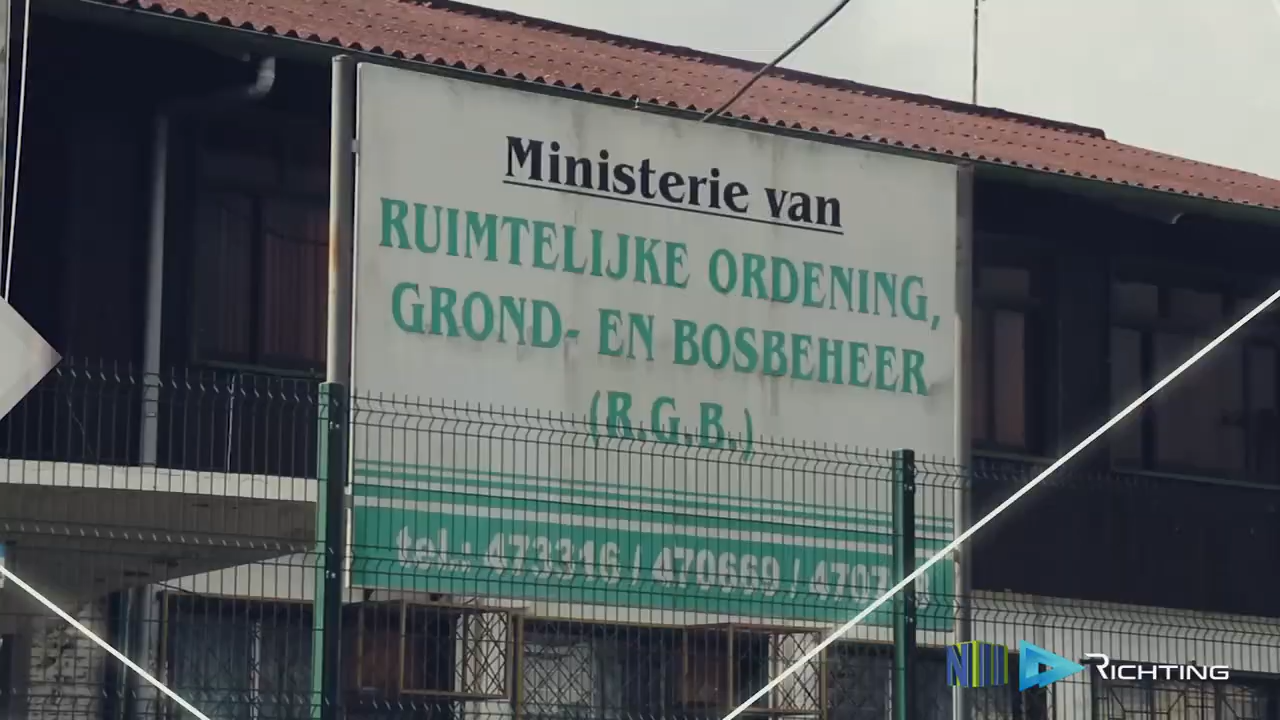 Ministerie van
RUIMTELIJKE ORDENING,
GROND- EN BOSBEHEER
(R.G.B.)
tel.: 473316 / 470669 /
RICHTING